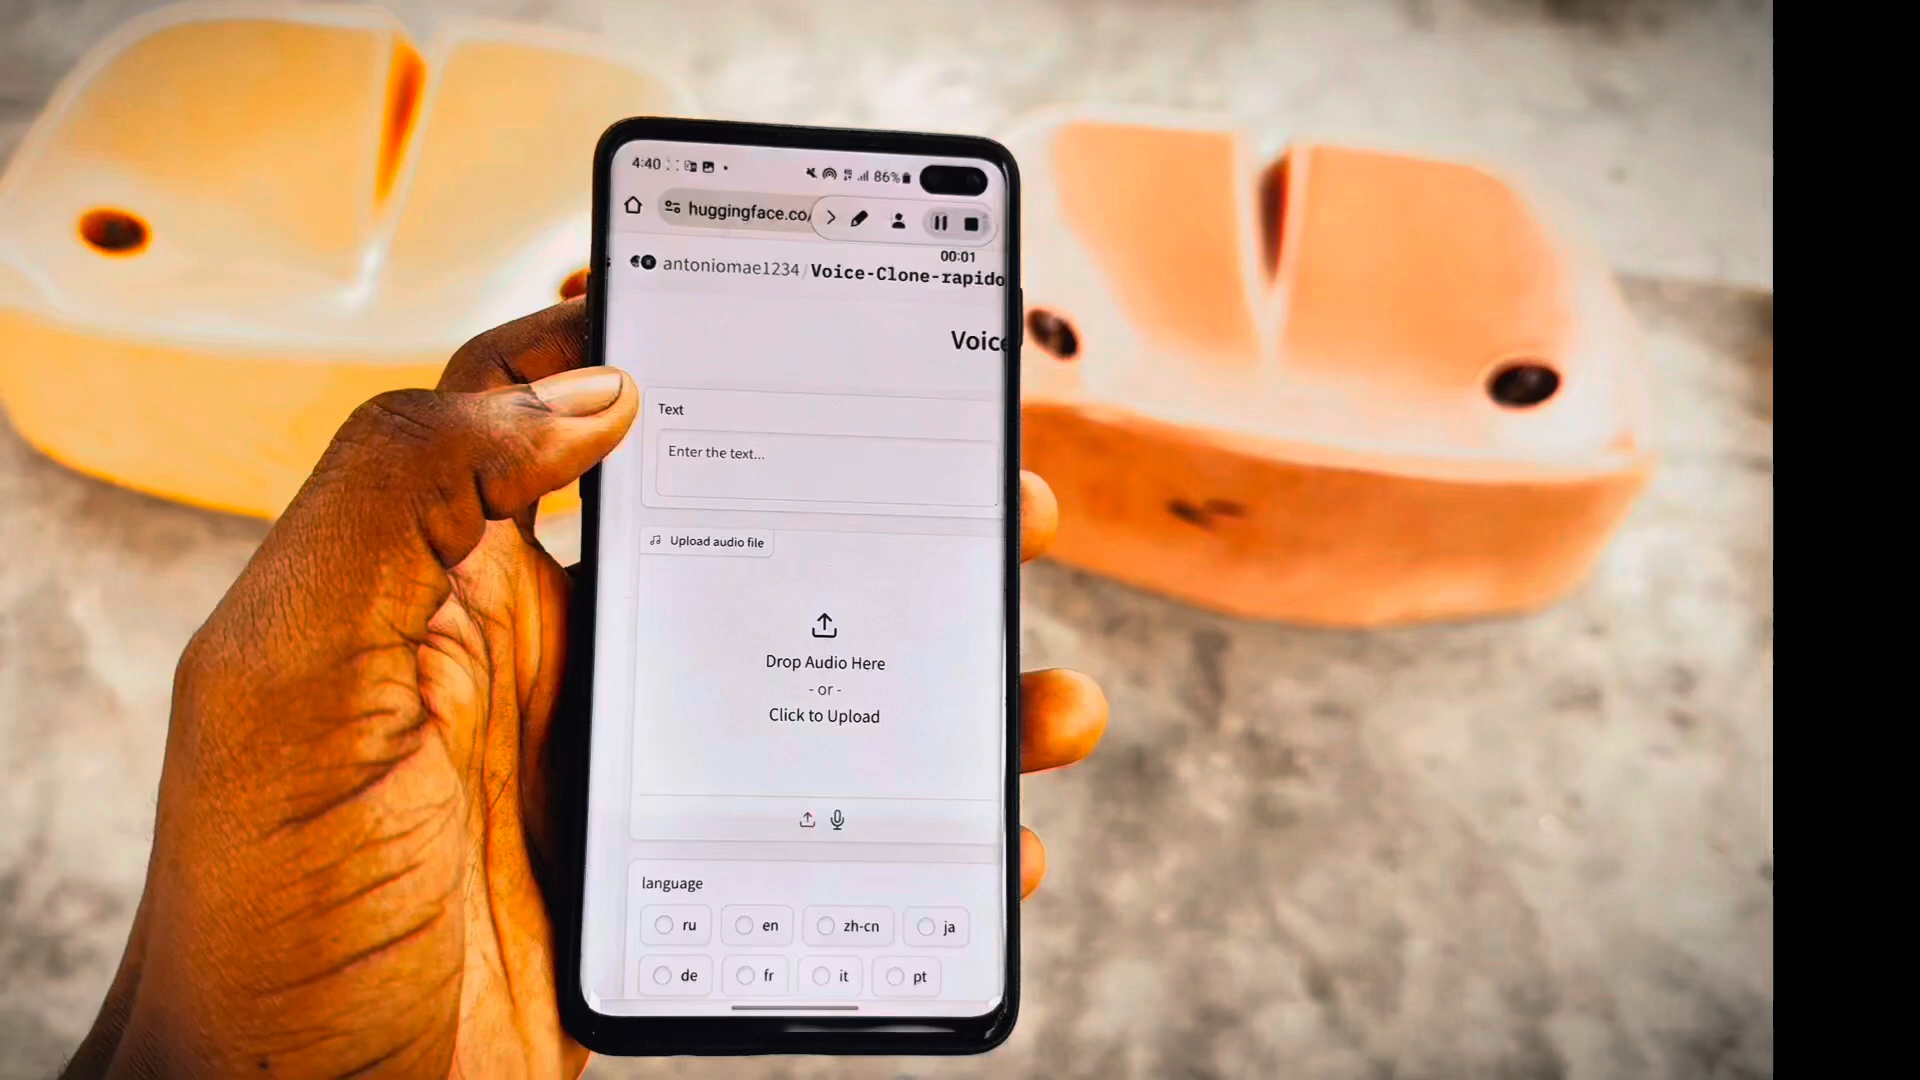 4:40
86%
huggingface.co/
00:01
antoniomae1234/Voice-Clone-rapido
Voice
Text
Enter the text...
Upload audio file
Drop Audio Here
- or -
Click to Upload
language
ru en zh-cn ja
de fr it pt